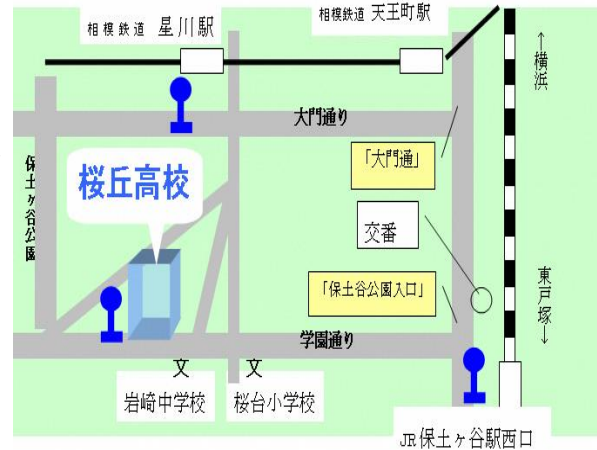 相模鉄道 星川駅
相模鉄道 天王町駅
↑横浜
大門通り
「大門通」
保土ヶ谷公園
桜丘高校
交番
「保土谷公園入口」
東戸塚↓
学園通り
文
文
岩崎中学校
桜台小学校
JR保土ヶ谷駅西口